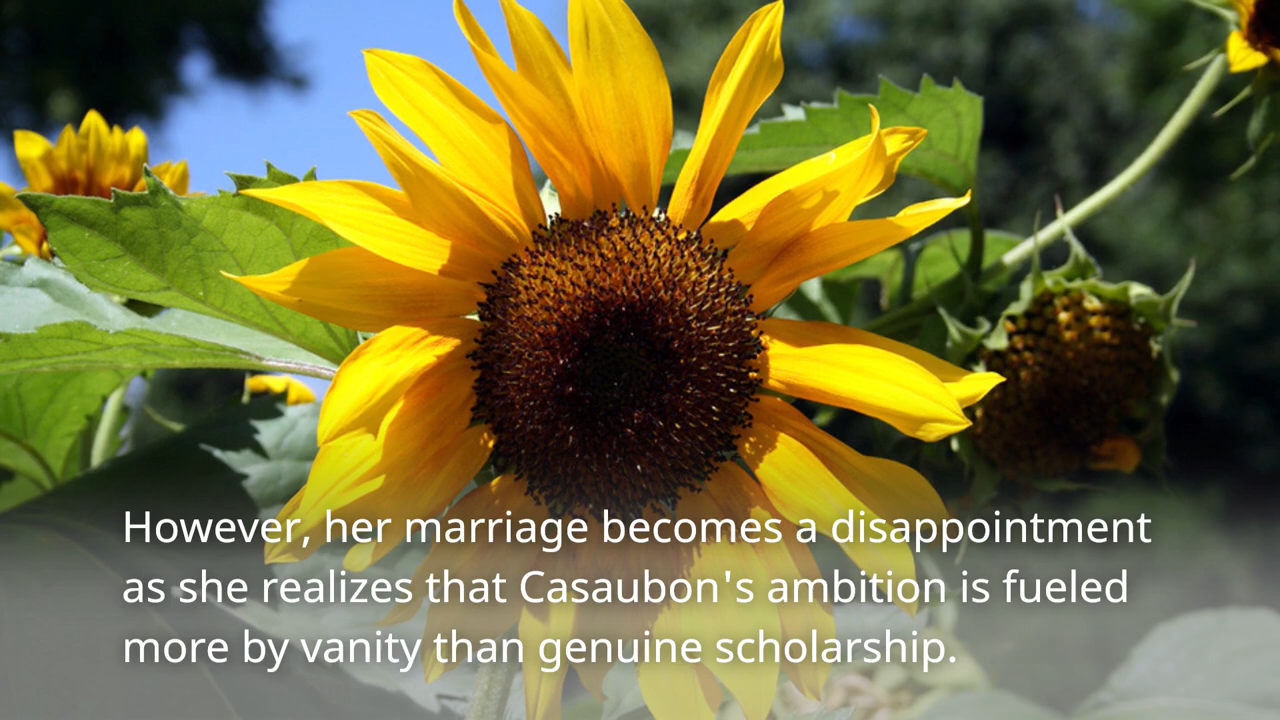 However, her marriage becomes a disappointment
as she realizes that Casaubon's ambition is fueled
more by vanity than genuine scholarship.